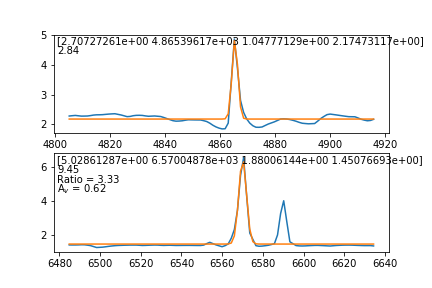 [2.70727261e+00 4.86539617e+03 1.04777129e+00 2.17473117e+00]
2.84
5
4
3
2
4800 4820 4840 4860 4880 4900 4920
[5.02861287e+00 6.57004878e+03 1.88006144e+00 1.45076693e+00]
9.45
Ratio = 3.33
Av = 0.62
6
4
2
6480 6500 6520 6540 6560 6580 6600 6620 6640